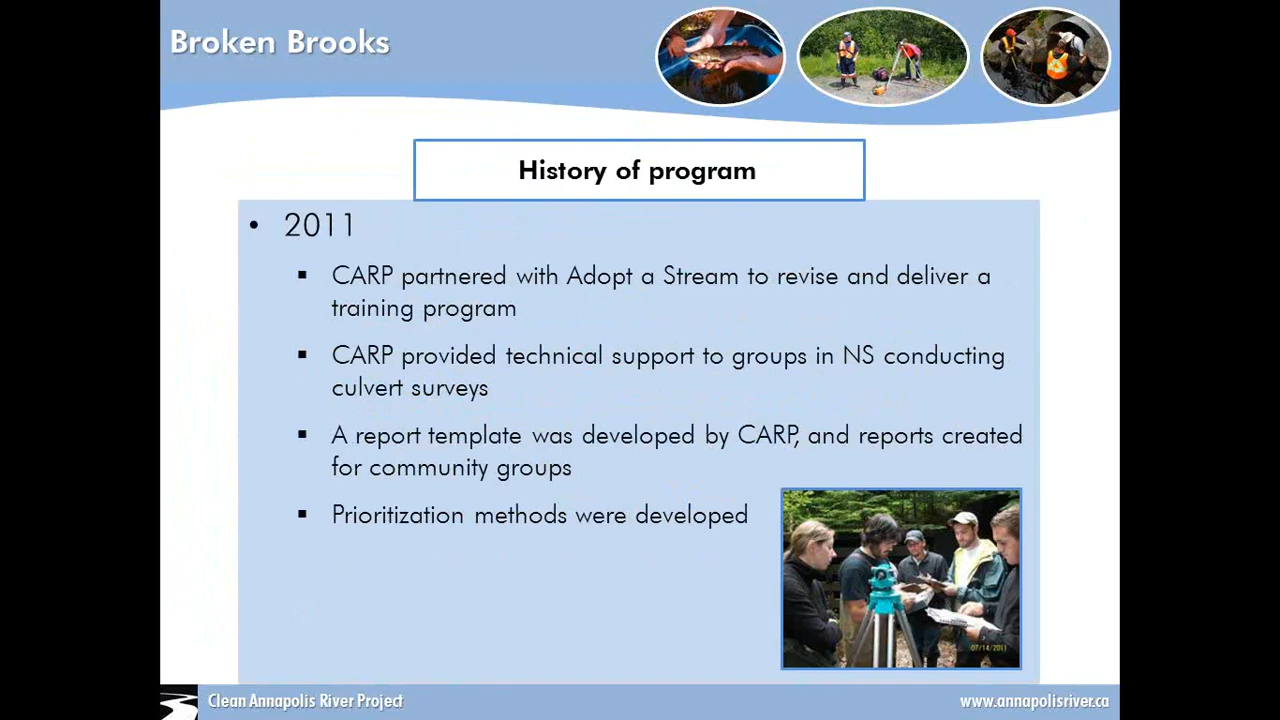 Broken Brooks
History of program
• 2011
▪ CARP partnered with Adopt a Stream to revise and deliver a
training program
▪ CARP provided technical support to groups in NS conducting
culvert surveys
▪ A report template was developed by CARP, and reports created
for community groups
▪ Prioritization methods were developed
07/14/2011
Clean Annapolis River Project
www.annapolisriver.ca